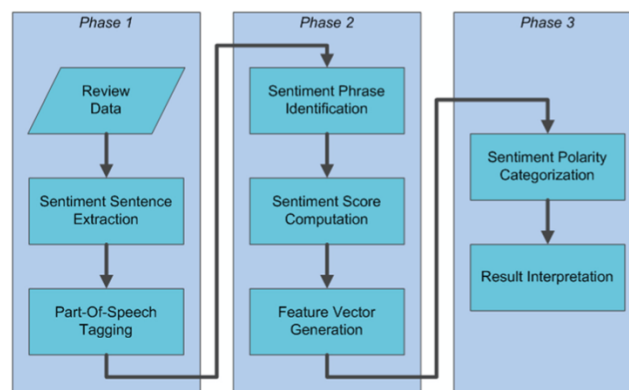 Phase 1
Review
Data
Sentiment Sentence
Extraction
Part-Of-Speech
Tagging
Phase 2
Sentiment Phrase
Identification
Sentiment Score
Computation
Feature Vector
Generation
Phase 3
Sentiment Polarity
Categorization
Result Interpretation